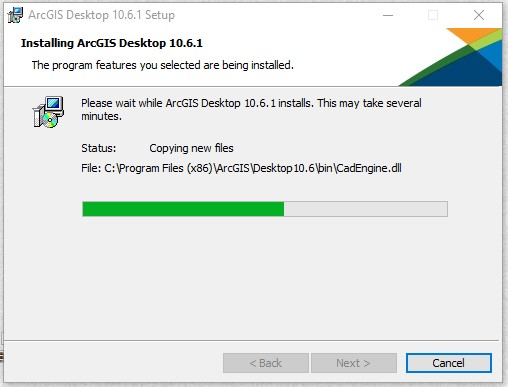 ArcGIS Desktop 10.6.1 Setup
Installing ArcGIS Desktop 10.6.1
The program features you selected are being installed.
Please wait while ArcGIS Desktop 10.6.1 installs. This may take several
minutes.
Status: Copying new files
File: C:\Program Files (x86)\ArcGIS\Desktop10.6\bin\CadEngine.dll
< Back Next > Cancel